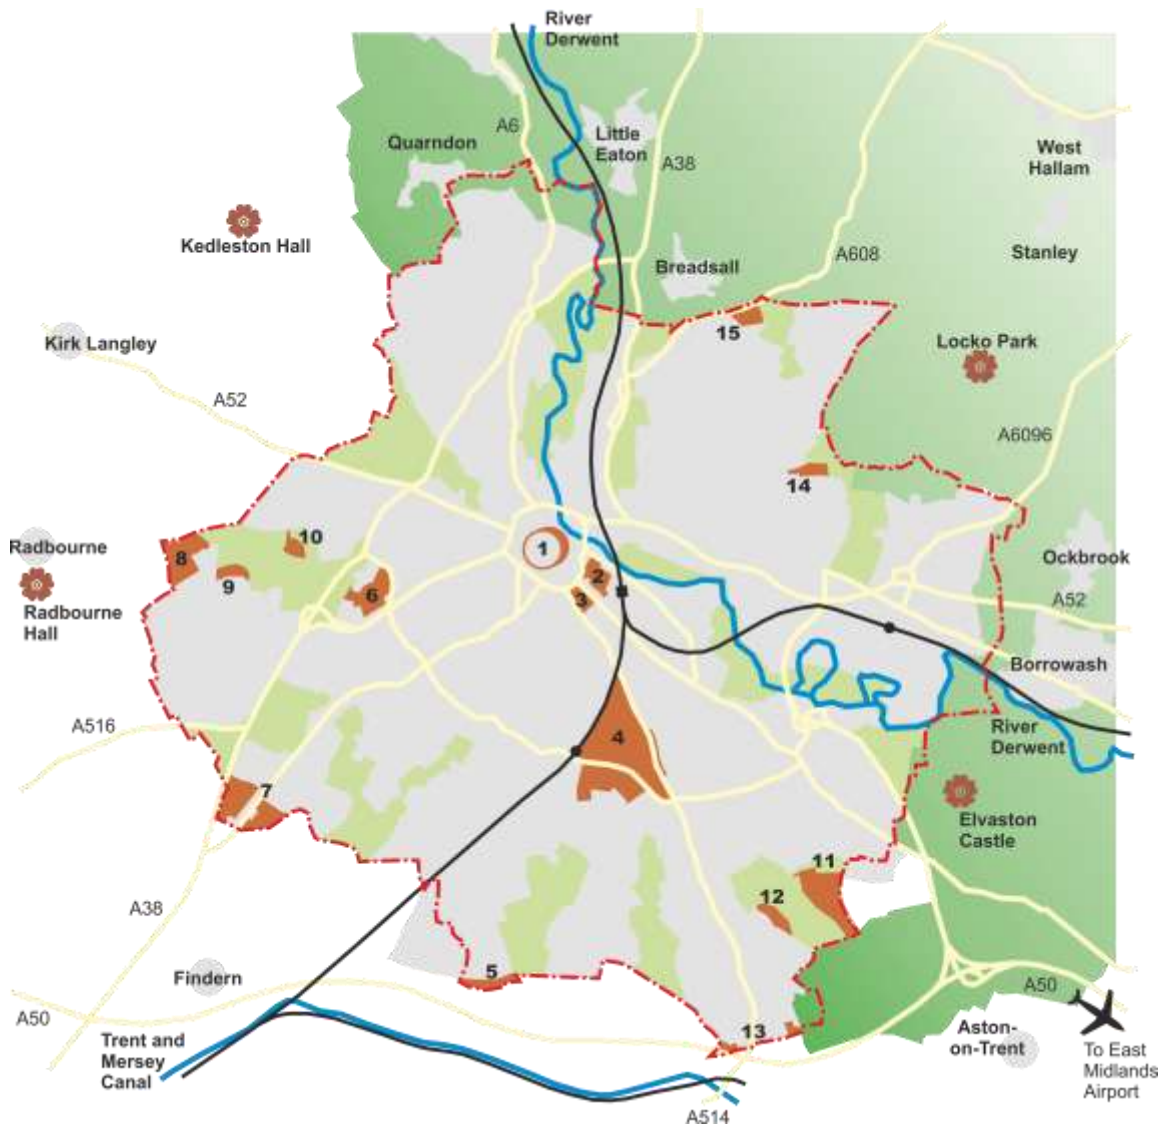 River
Derwent
A6
Little
Eaton
Quarndon
A38
West
Hallam
Kedleston Hall
Breadsall
A608
Stanley
15
Locko Park
Kirk Langley
A52
A6096
14
10
Radbourne
8
9
1
2
3
6
Ockbrook
Radbourne
Hall
A52
Borrowash
A516
4
River
Derwent
7
Elvaston
Castle
11
12
A38
5
Findern
A50
A50
13
Trent and
Mersey
Canal
Aston-
on-Trent
To East
Midlands
Airport
A514